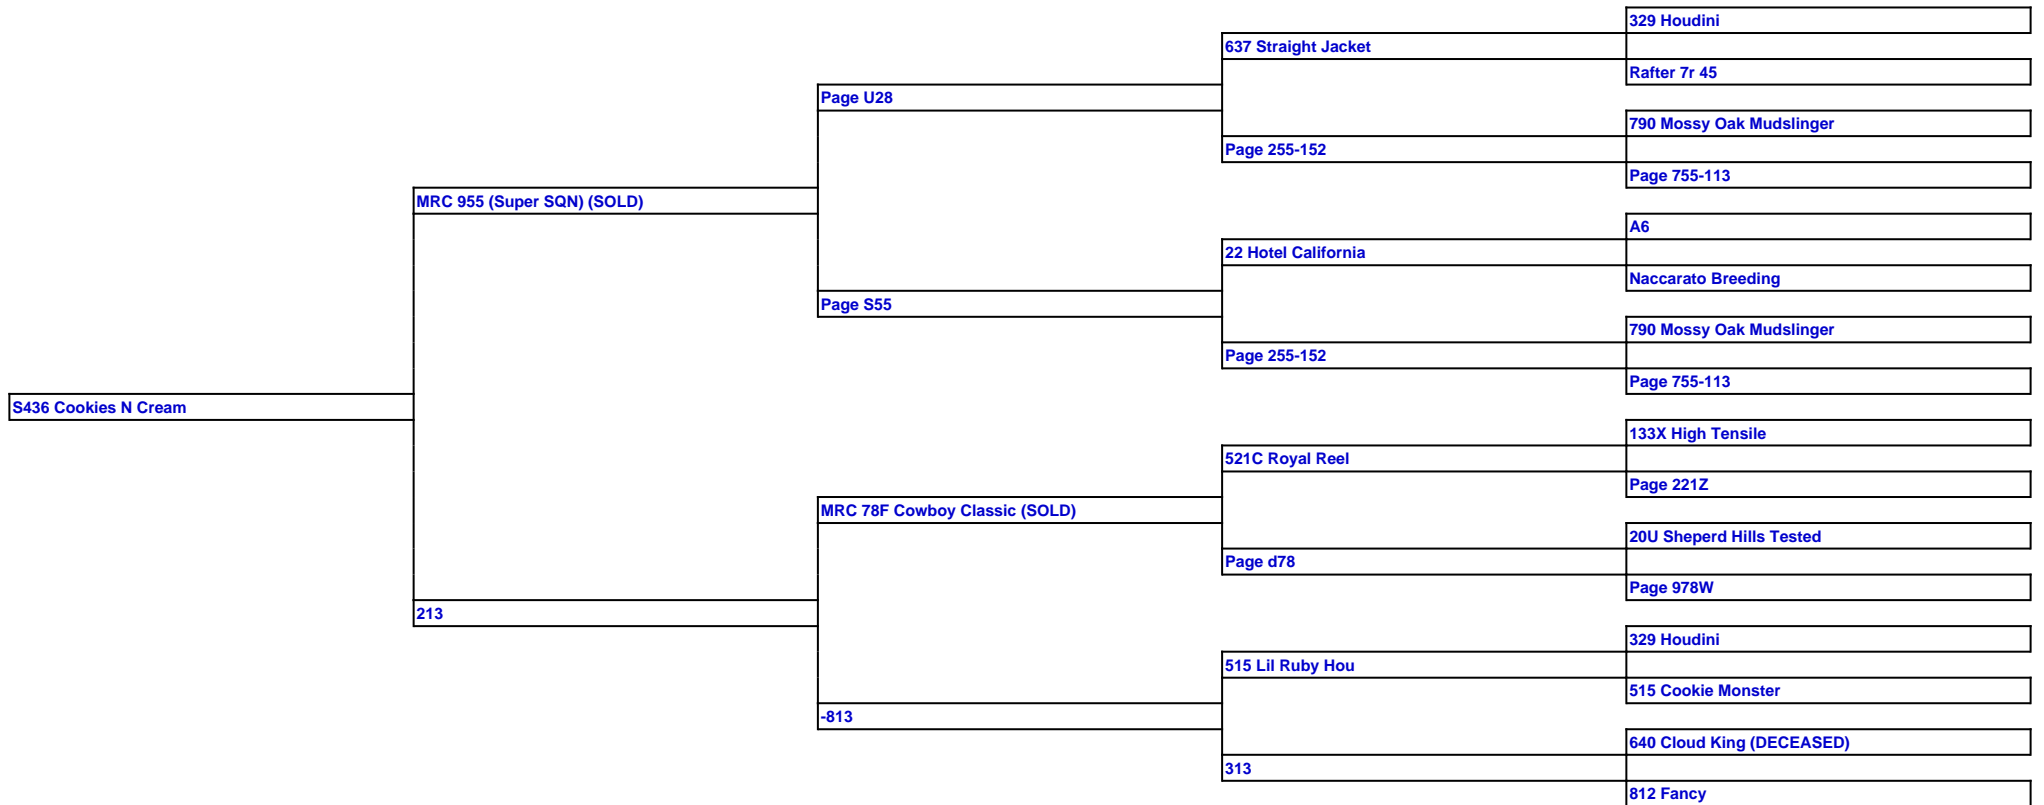 329 Houdini
637 Straight Jacket
Rafter 7r 45
Page U28
790 Mossy Oak Mudslinger
Page 255-152
Page 755-113
MRC 955 (Super SQN) (SOLD)
A6
22 Hotel California
Naccarato Breeding
Page S55
790 Mossy Oak Mudslinger
Page 255-152
Page 755-113
S436 Cookies N Cream
133X High Tensile
521C Royal Reel
Page 221Z
MRC 78F Cowboy Classic (SOLD)
20U Sheperd Hills Tested
Page d78
Page 978W
213
329 Houdini
515 Lil Ruby Hou
515 Cookie Monster
-813
640 Cloud King (DECEASED)
313
812 Fancy